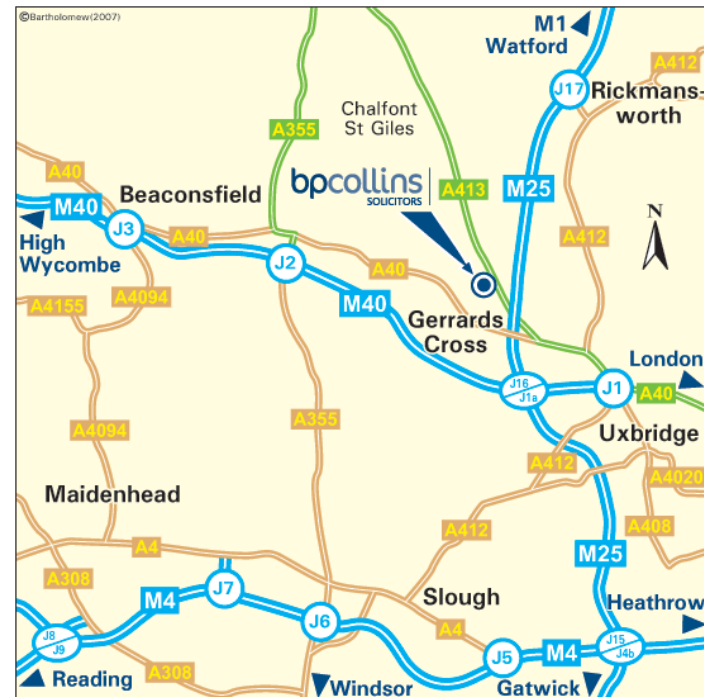 ©Bartholomew(2007)
M1
Watford
A412
J17
Rickmans-
worth
Chalfont
St Giles
A355
A40
Beaconsfield
bpcollins
SOLICITORS
A413
M25
M40
J3
A40
High
Wycombe
J2
A40
A412
N
A4094
A4155
M40
Gerrards
Cross
London
J16
J1a
J1
A40
A355
Uxbridge
A4094
A412
A4020
Maidenhead
A412
A408
A4
M25
A308
J7
M4
Slough
Heathrow
J6
A4
J8
J9
J5
M4
J15
J4b
A308
Reading
Windsor
Gatwick